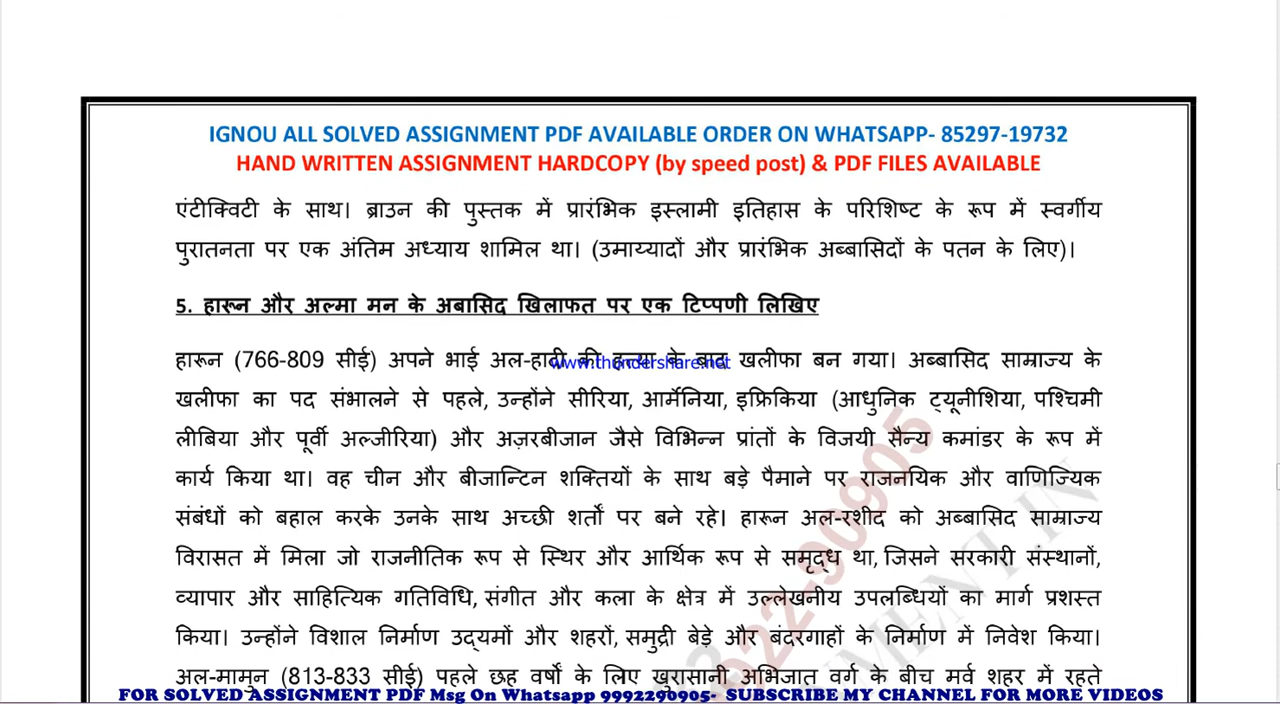 IGNOU ALL SOLVED ASSIGNMENT PDF AVAILABLE ORDER ON WHATSAPP- 85297-19732
HAND WRITTEN ASSIGNMENT HARDCOPY (by speed post) & PDF FILES AVAILABLE
एंटीक्विटी के साथ। ब्राउन की पुस्तक में प्रारंभिक इस्लामी इतिहास के परिशिष्ट के रूप में स्वर्गीय
पुरातनता पर एक अंतिम अध्याय शामिल था। (उमाय्यादों और प्रारंभिक अब्बासिदों के पतन के लिए)।
5. हारून और अल्मा मन के अबासिद खिलाफत पर एक टिप्पणी लिखिए
हारून (766-809 सीई) अपने भाई अल-हादी की हत्या के बाद खलीफा बन गया। अब्बासिद साम्राज्य के
www.thundershare.net
खलीफा का पद संभालने से पहले, उन्होंने सीरिया, आर्मेनिया, इफ्रिकिया (आधुनिक ट्यूनीशिया, पश्चिमी
लीबिया और पूर्वी अल्जीरिया) और अज़रबीजान जैसे विभिन्न प्रांतों के विजयी सैन्य कमांडर के रूप में
कार्य किया था। वह चीन और बीजान्टिन शक्तियों के साथ बड़े पैमाने पर राजनयिक और वाणिज्यिक
संबंधों को बहाल करके उनके साथ अच्छी शर्तों पर बने रहे। हारून अल-रशीद को अब्बासिद साम्राज्य
विरासत में मिला जो राजनीतिक रूप से स्थिर और आर्थिक रूप से समृद्ध था, जिसने सरकारी संस्थानों,
व्यापार और साहित्यिक गतिविधि, संगीत और कला के क्षेत्र में उल्लेखनीय उपलब्धियों का मार्ग प्रशस्त
किया। उन्होंने विशाल निर्माण उद्यमों और शहरों, समुद्री बेड़े और बंदरगाहों के निर्माण में निवेश किया।
अल-मामुन (813-833 सीई) पहले छह वर्षों के लिए खुरासानी अभिजात वर्ग के बीच मर्व शहर में रहते
FOR SOLVED ASSIGNMENT PDF Msg On Whatsapp 9992290905- SUBSCRIBE MY CHANNEL FOR MORE VIDEOS